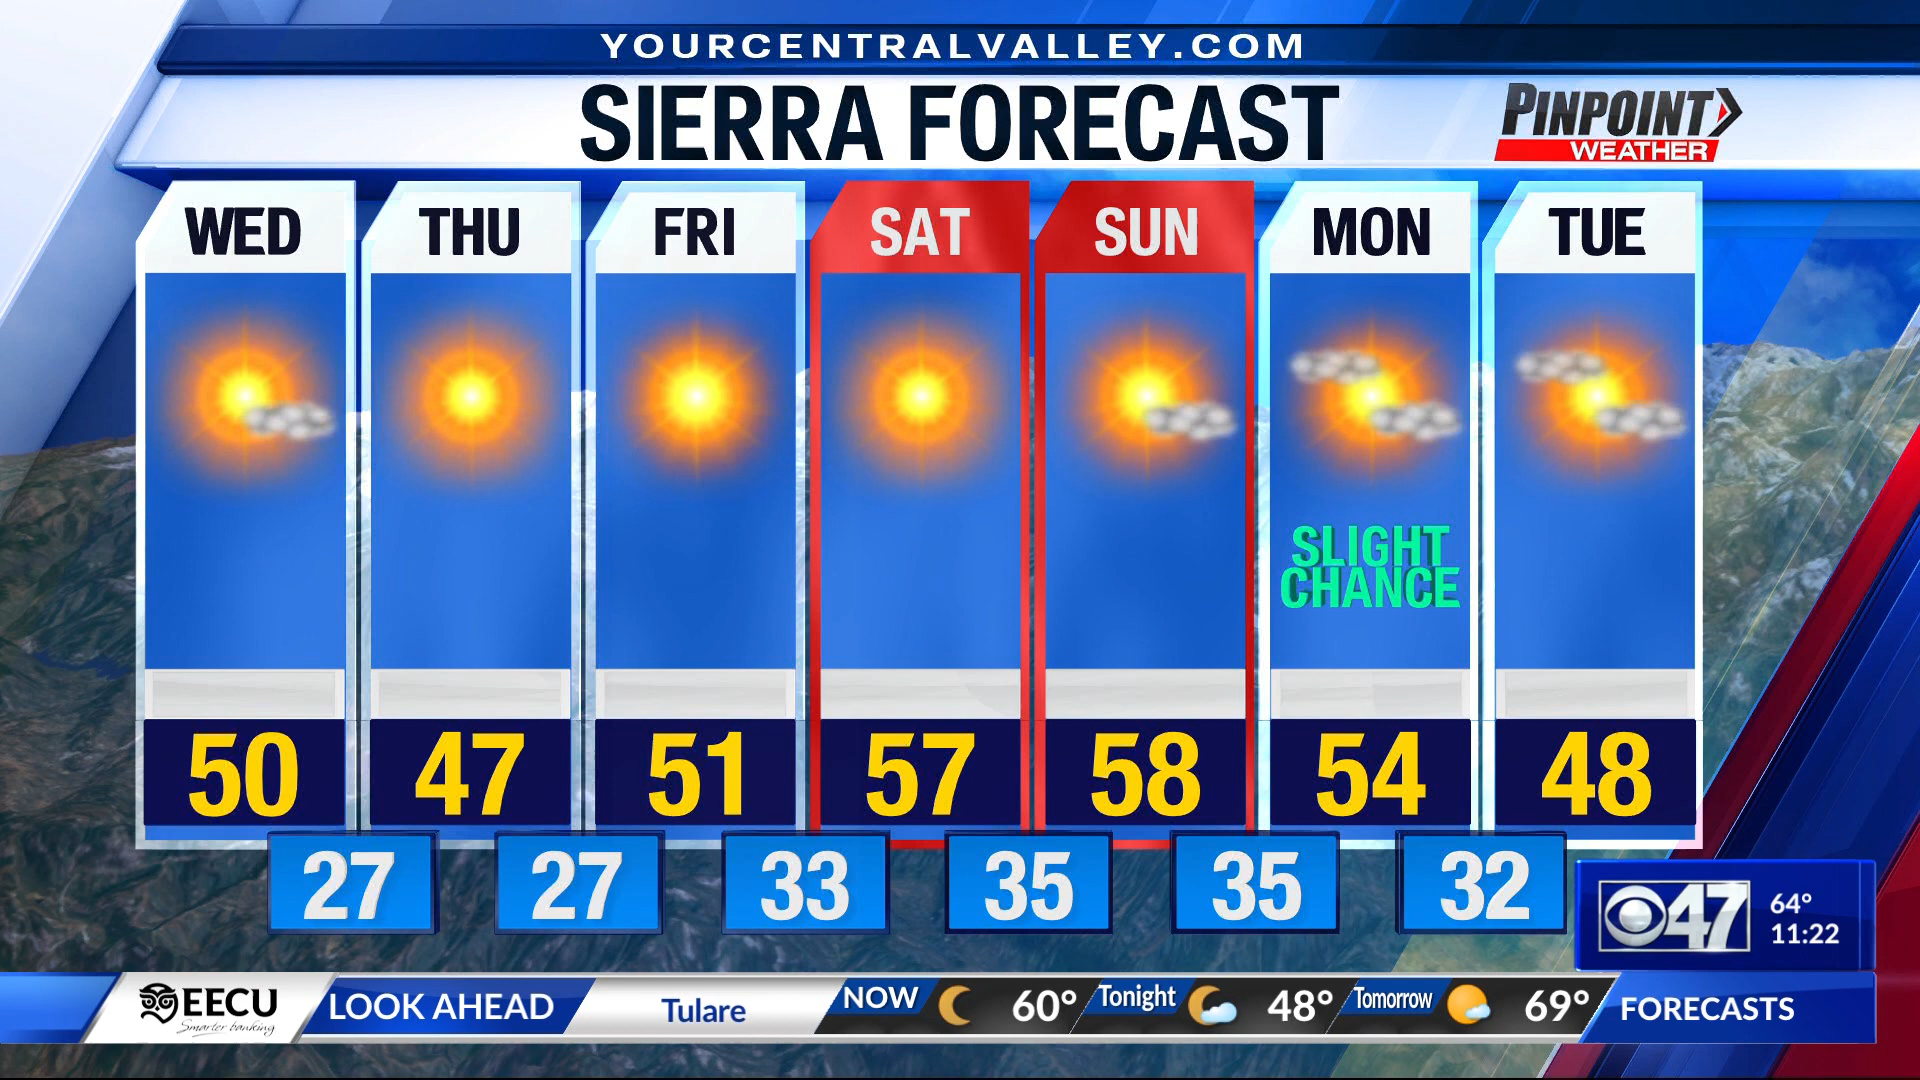 YOURCENTRALVALLEY.COM
SIERRA FORECAST
PINPOINT
WEATHER
WED THU FRI SAT SUN MON TUE
SLIGHT
CHANCE
50 47 51 57 58 54 48
27 27 33 35 35 32
47
64°
11:22
EECU
Smarter banking
LOOK AHEAD
Tulare
NOW 60° Tonight 48° Tomorrow 69°
FORECASTS